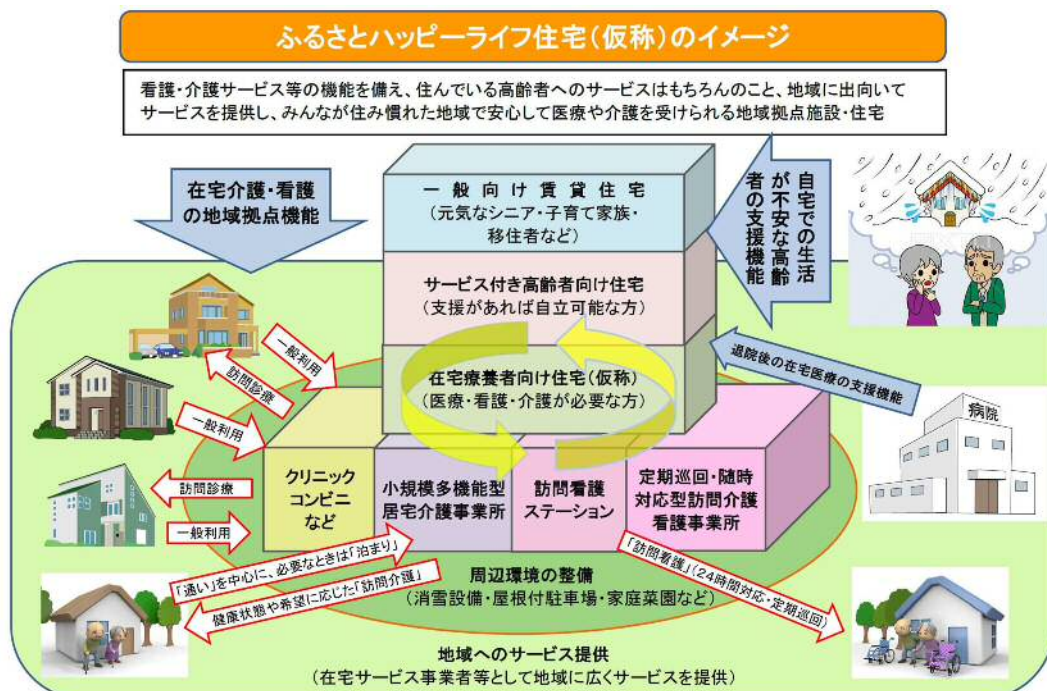 ふるさとハッピーライフ住宅(仮称)のイメージ
看護・介護サービス等の機能を備え、住んでいる高齢者へのサービスはもちろんのこと、地域に出向いて
サービスを提供し、みんなが住み慣れた地域で安心して医療や介護を受けられる地域拠点施設・住宅
在宅介護・看護
の地域拠点機能
一般向け賃貸住宅
(元気なシニア・子育て家族・
移住者など)
自宅での生活
が不安な高齢
者の支援機能
サービス付き高齢者向け住宅
(支援があれば自立可能な方)
在宅療養者向け住宅(仮称)
(医療・看護・介護が必要な方)
退院後の在宅医療の支援機能
病院
一般利用
訪問診療
一般利用
訪問診療
一般利用
クリニック
コンビニ
など
小規模多機能型
居宅介護事業所
訪問看護
ステーション
定期巡回・随時
対応型訪問介護
看護事業所
「通い」を中心に、必要なときは「泊まり」
健康状態や希望に応じた「訪問介護」
「訪問看護」(24時間対応・定期巡回)
周辺環境の整備
(消雪設備・屋根付駐車場・家庭菜園など)
地域へのサービス提供
(在宅サービス事業者等として地域に広くサービスを提供)